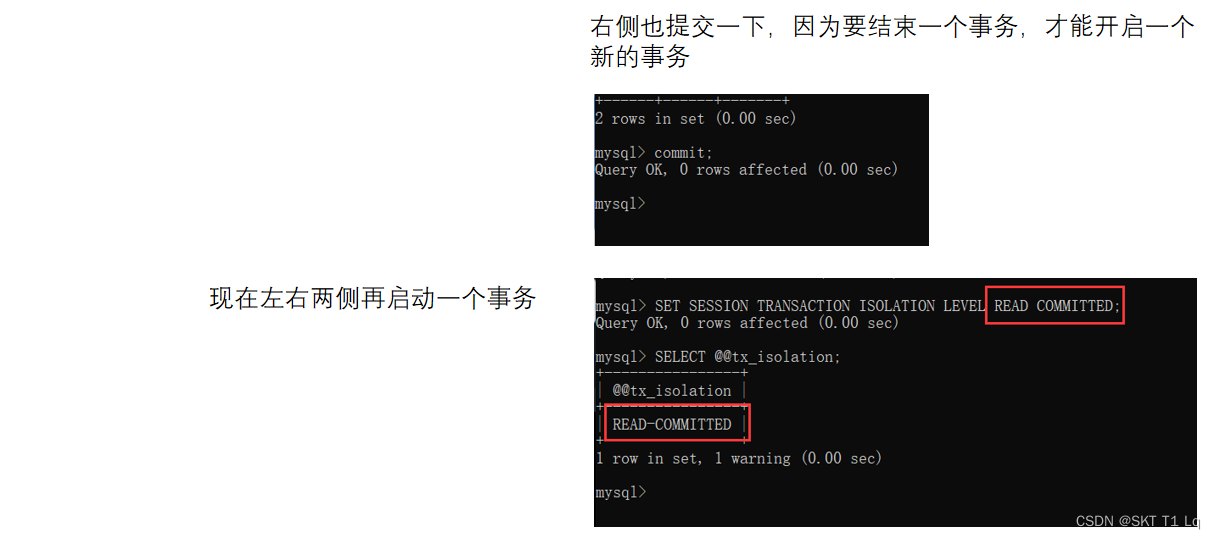 右侧也提交一下，因为要结束一个事务，才能开启一个
新的事务
+------+------+-------+
2 rows in set (0.00 sec)
mysql> commit;
Query OK, 0 rows affected (0.00 sec)
mysql>
现在左右两侧再启动一个事务
mysql> SET SESSION TRANSACTION ISOLATION LEVEL READ COMMITTED;
Query OK, 0 rows affected (0.00 sec)
mysql> SELECT @@tx_isolation;
+----------------+
| @@tx_isolation |
+----------------+
| READ-COMMITTED |
+----------------+
1 row in set, 1 warning (0.00 sec)
mysql>
CSDN @SKT T1 Lq